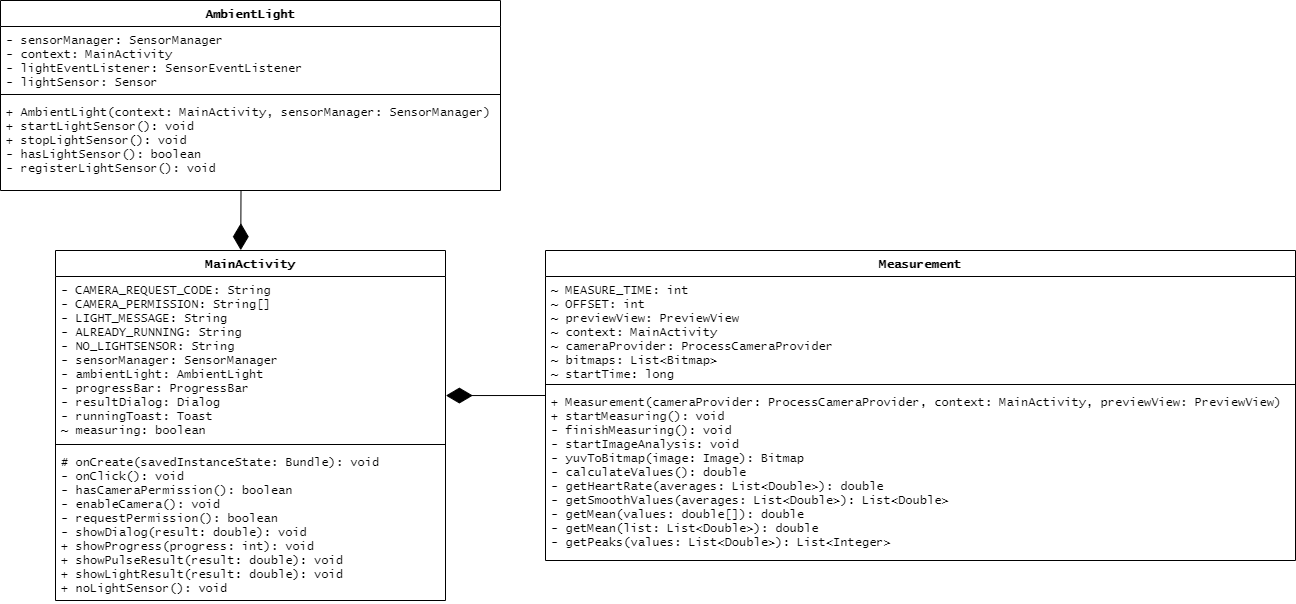 AmbientLight
- sensorManager: SensorManager
- context: MainActivity
- lightEventListener: SensorEventListener
- lightSensor: Sensor
+ AmbientLight(context: MainActivity, sensorManager: SensorManager)
+ startLightSensor(): void
+ stopLightSensor(): void
- hasLightSensor(): boolean
- registerLightSensor(): void
MainActivity
- CAMERA_REQUEST_CODE: String
- CAMERA_PERMISSION: String[]
- LIGHT_MESSAGE: String
- ALREADY_RUNNING: String
- NO_LIGHTSENSOR: String
- sensorManager: SensorManager
- ambientLight: AmbientLight
- progressBar: ProgressBar
- resultDialog: Dialog
- runningToast: Toast
~ measuring: boolean
# onCreate(savedInstanceState: Bundle): void
- onClick(): void
- hasCameraPermission(): boolean
- enableCamera(): void
- requestPermission(): boolean
- showDialog(result: double): void
+ showProgress(progress: int): void
+ showPulseResult(result: double): void
+ showLightResult(result: double): void
+ noLightSensor(): void
Measurement
~ MEASURE_TIME: int
~ OFFSET: int
~ previewView: PreviewView
~ context: MainActivity
~ cameraProvider: ProcessCameraProvider
~ bitmaps: List<Bitmap>
~ startTime: long
+ Measurement(cameraProvider: ProcessCameraProvider, context: MainActivity, previewView: PreviewView)
+ startMeasuring(): void
- finishMeasuring(): void
- startImageAnalysis: void
- yuvToBitmap(image: Image): Bitmap
- calculateValues(): double
- getHeartRate(averages: List<Double>): double
- getSmoothValues(averages: List<Double>): List<Double>
- getMean(values: double[]): double
- getMean(list: List<Double>): double
- getPeaks(values: List<Double>): List<Integer>